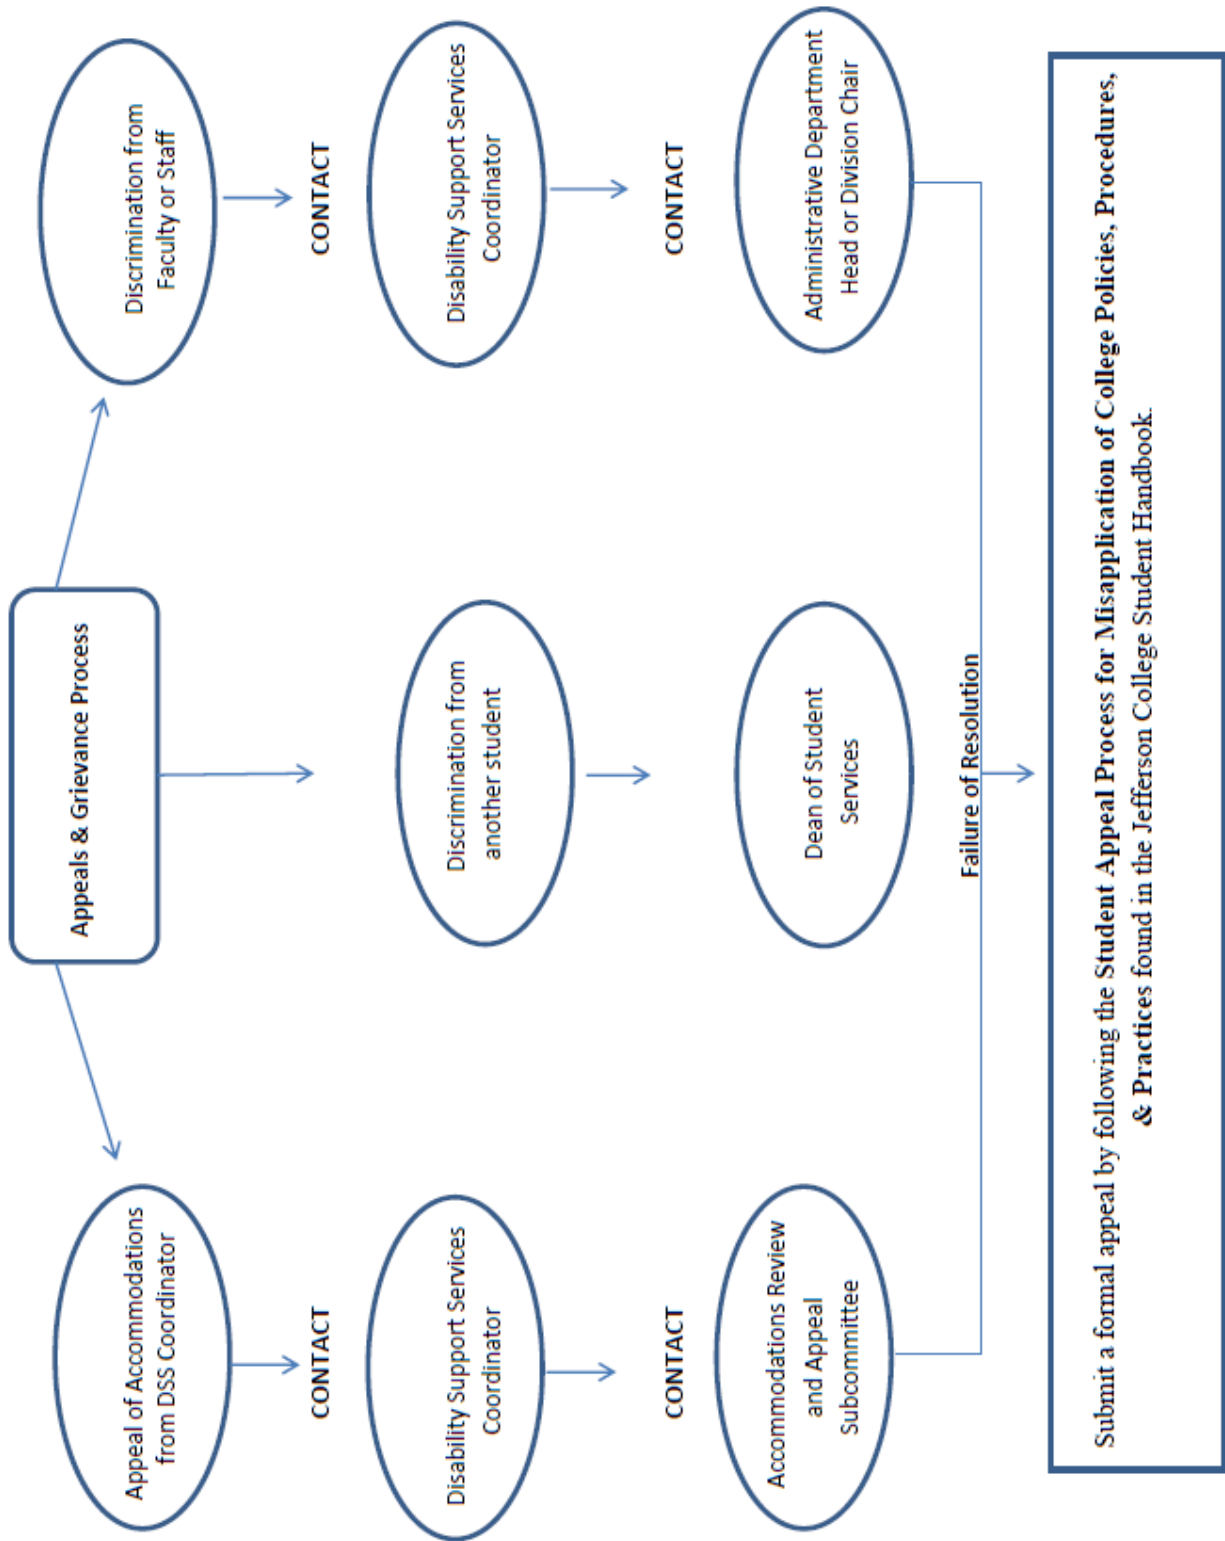 Appeals & Grievance Process
Appeal of Accommodations
from DSS Coordinator
CONTACT
Disability Support Services
Coordinator
CONTACT
Accommodations Review
and Appeal
Subcommittee
Discrimination from
another student
Dean of Student
Services
Discrimination from
Faculty or Staff
CONTACT
Disability Support Services
Coordinator
CONTACT
Administrative Department
Head or Division Chair
Failure of Resolution
Submit a formal appeal by following the Student Appeal Process for Misapplication of College Policies, Procedures,
& Practices found in the Jefferson College Student Handbook.